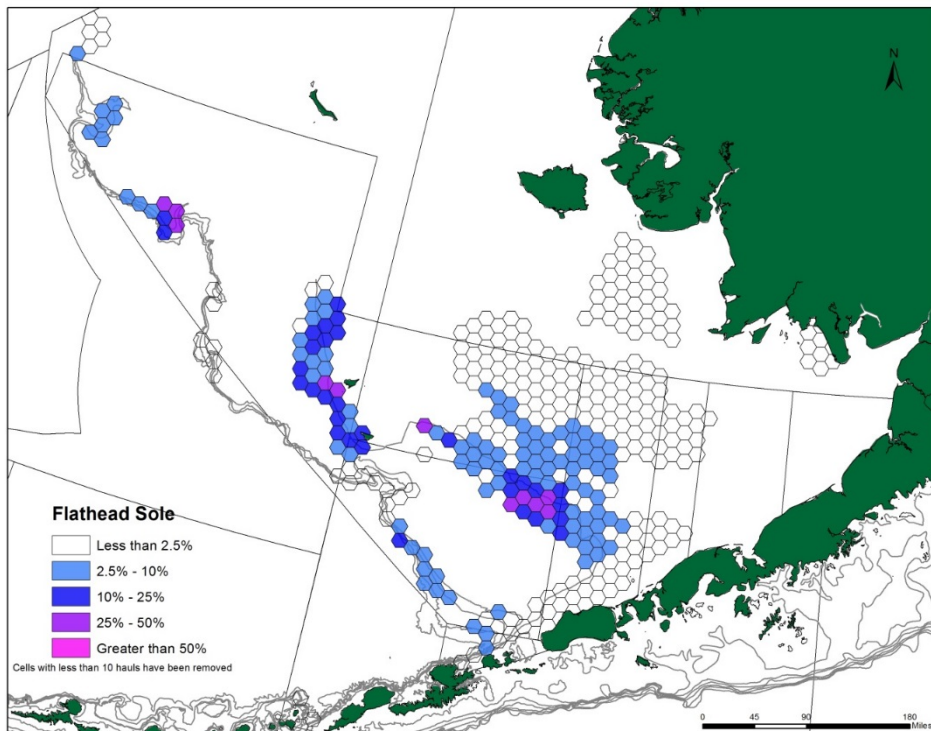 N
Flathead Sole
Less than 2.5%
2.5% - 10%
10% - 25%
25% - 50%
Greater than 50%
Cells with less than 10 hauls have been removed
0 45 90 180
Miles